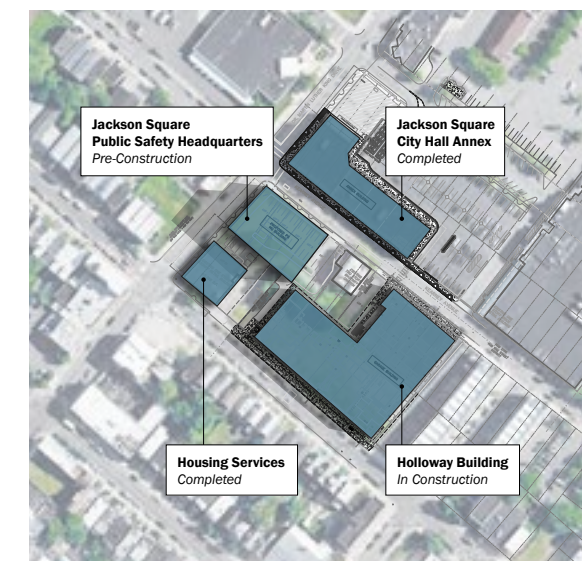 Jackson Square
Public Safety Headquarters
Pre-Construction
Jackson Square
City Hall Annex
Completed
Housing Services
Completed
Holloway Building
In Construction